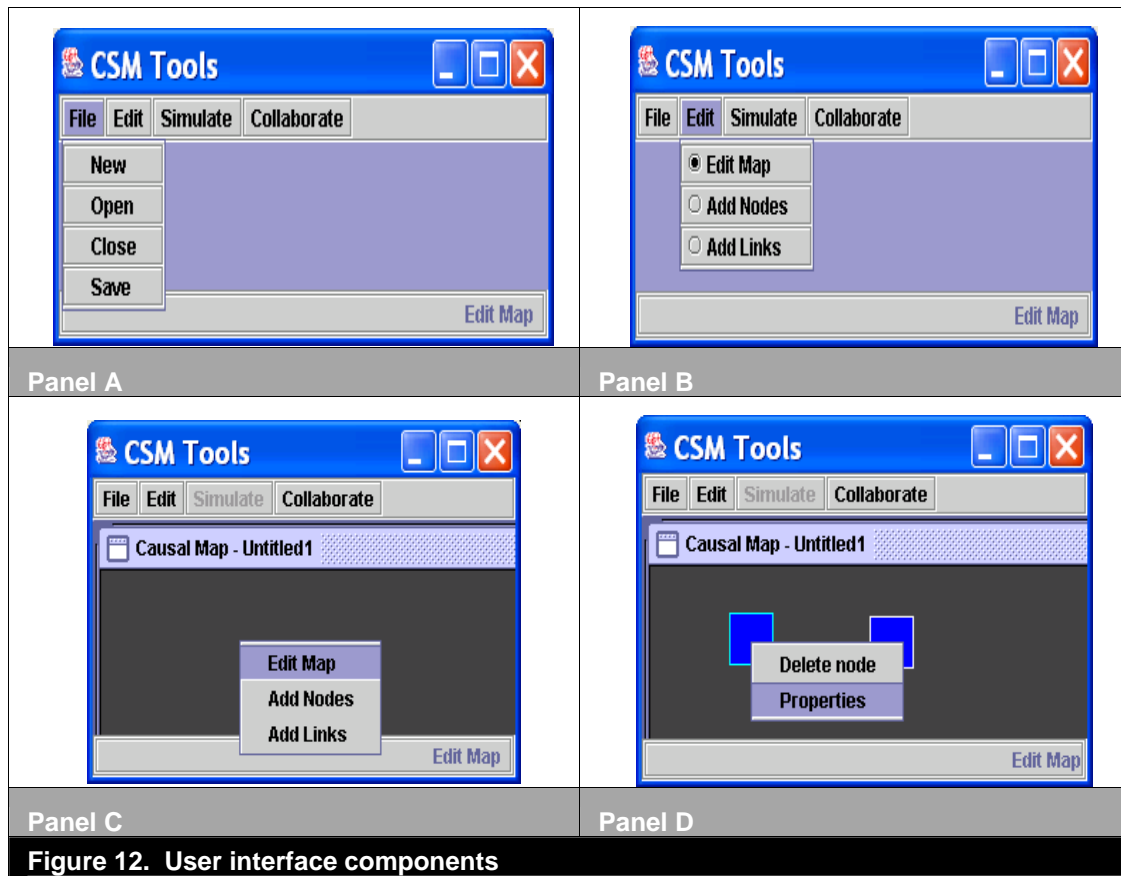 CSM Tools
File Edit Simulate Collaborate
New
Open
Close
Save
Edit Map
Panel A
CSM Tools
File Edit Simulate Collaborate
Edit Map
Add Nodes
Add Links
Edit Map
Panel B
CSM Tools
File Edit Simulate Collaborate
Causal Map - Untitled1
Edit Map
Add Nodes
Add Links
Edit Map
Panel C
CSM Tools
File Edit Simulate Collaborate
Causal Map - Untitled1
Delete node
Properties
Edit Map
Panel D
Figure 12. User interface components